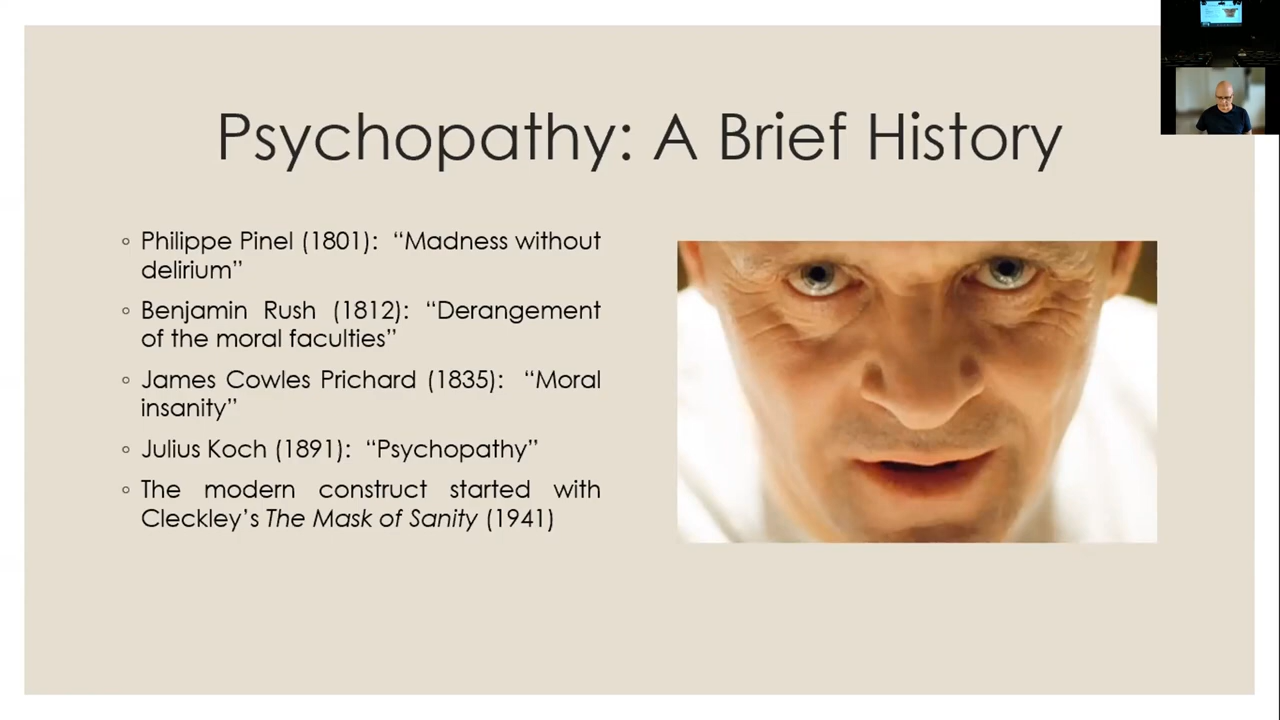 Psychopathy: A Brief History
◦ Philippe Pinel (1801): “Madness without
delirium”
◦ Benjamin Rush (1812): “Derangement
of the moral faculties”
◦ James Cowles Prichard (1835): “Moral
insanity”
◦ Julius Koch (1891): “Psychopathy”
◦ The modern construct started with
Cleckley’s The Mask of Sanity (1941)